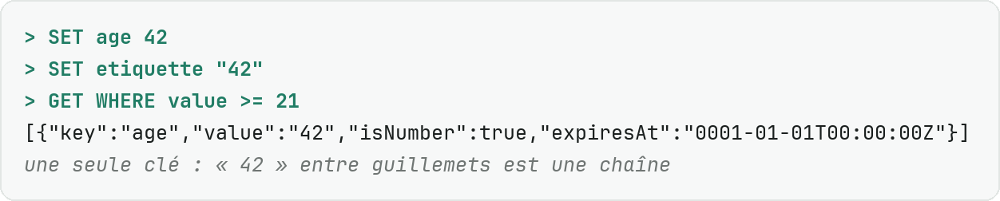 > SET age 42
> SET etiquette "42"
> GET WHERE value >= 21
[{"key":"age","value":"42","isNumber":true,"expiresAt":"0001-01-01T00:00:00Z"}]
une seule clé : « 42 » entre guillemets est une chaîne